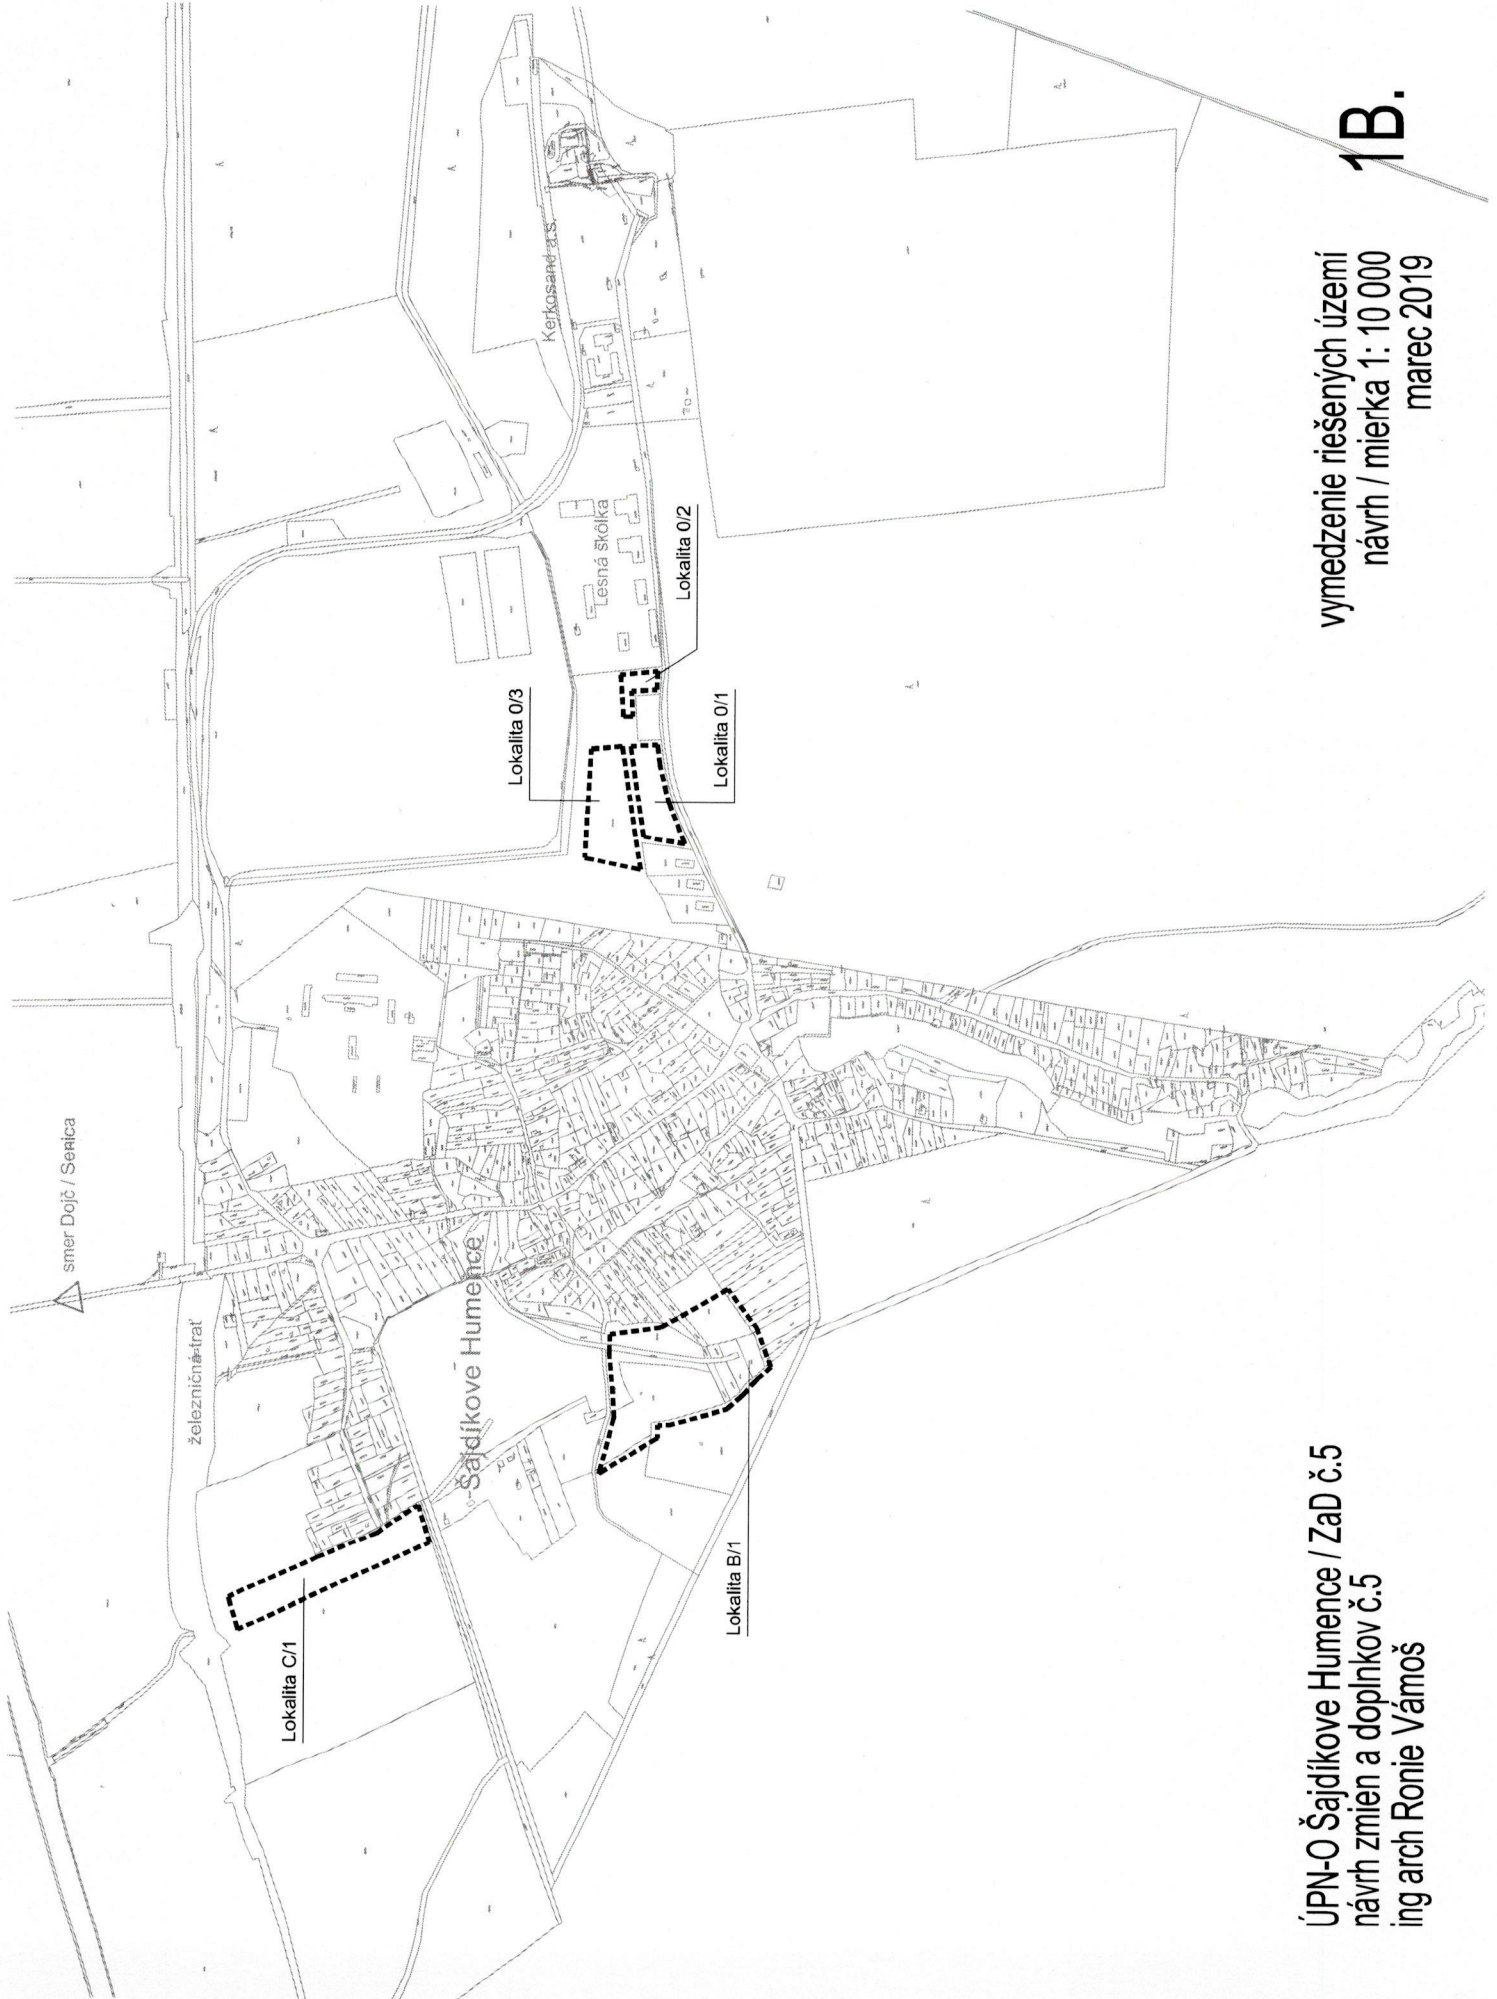 smer Dojč / Senica
železničná trať
Šajdíkove Humence
Kerkosand a.s.
Lesná škôlka
Lokalita C/1
Lokalita B/1
Lokalita 0/3
Lokalita 0/1
Lokalita 0/2
ÚPN-O Šajdíkove Humence / ZaD č.5
návrh zmien a doplnkov č.5
ing arch Ronie Vámoš
vymedzenie riešených území
návrh / mierka 1: 10 000
marec 2019
1B.